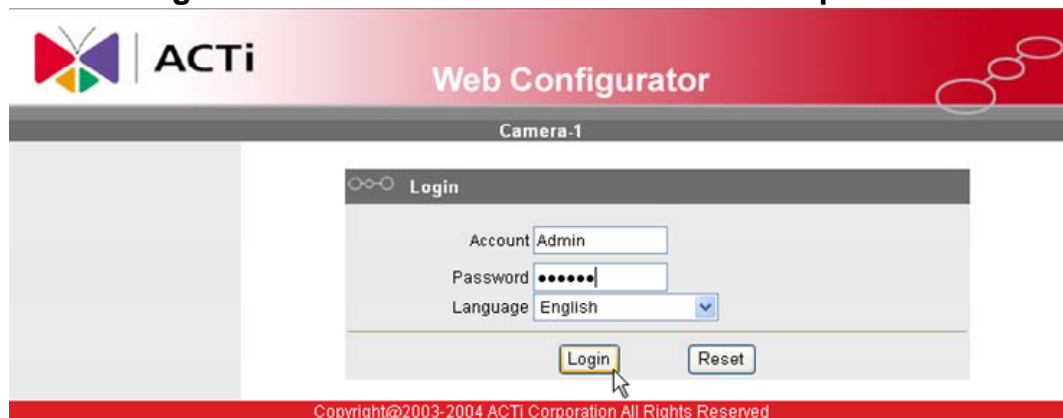 ACTi
Web Configurator
Camera-1
Login
Account Admin
Password ••••••
Language English
Login Reset
Copyright@2003-2004 ACTi Corporation All Rights Reserved